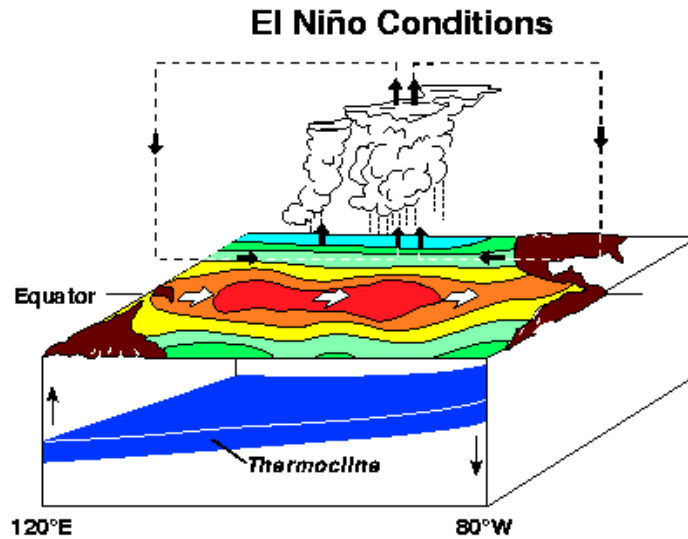 El Niño Conditions
Equator
Thermocline
120°E
80°W